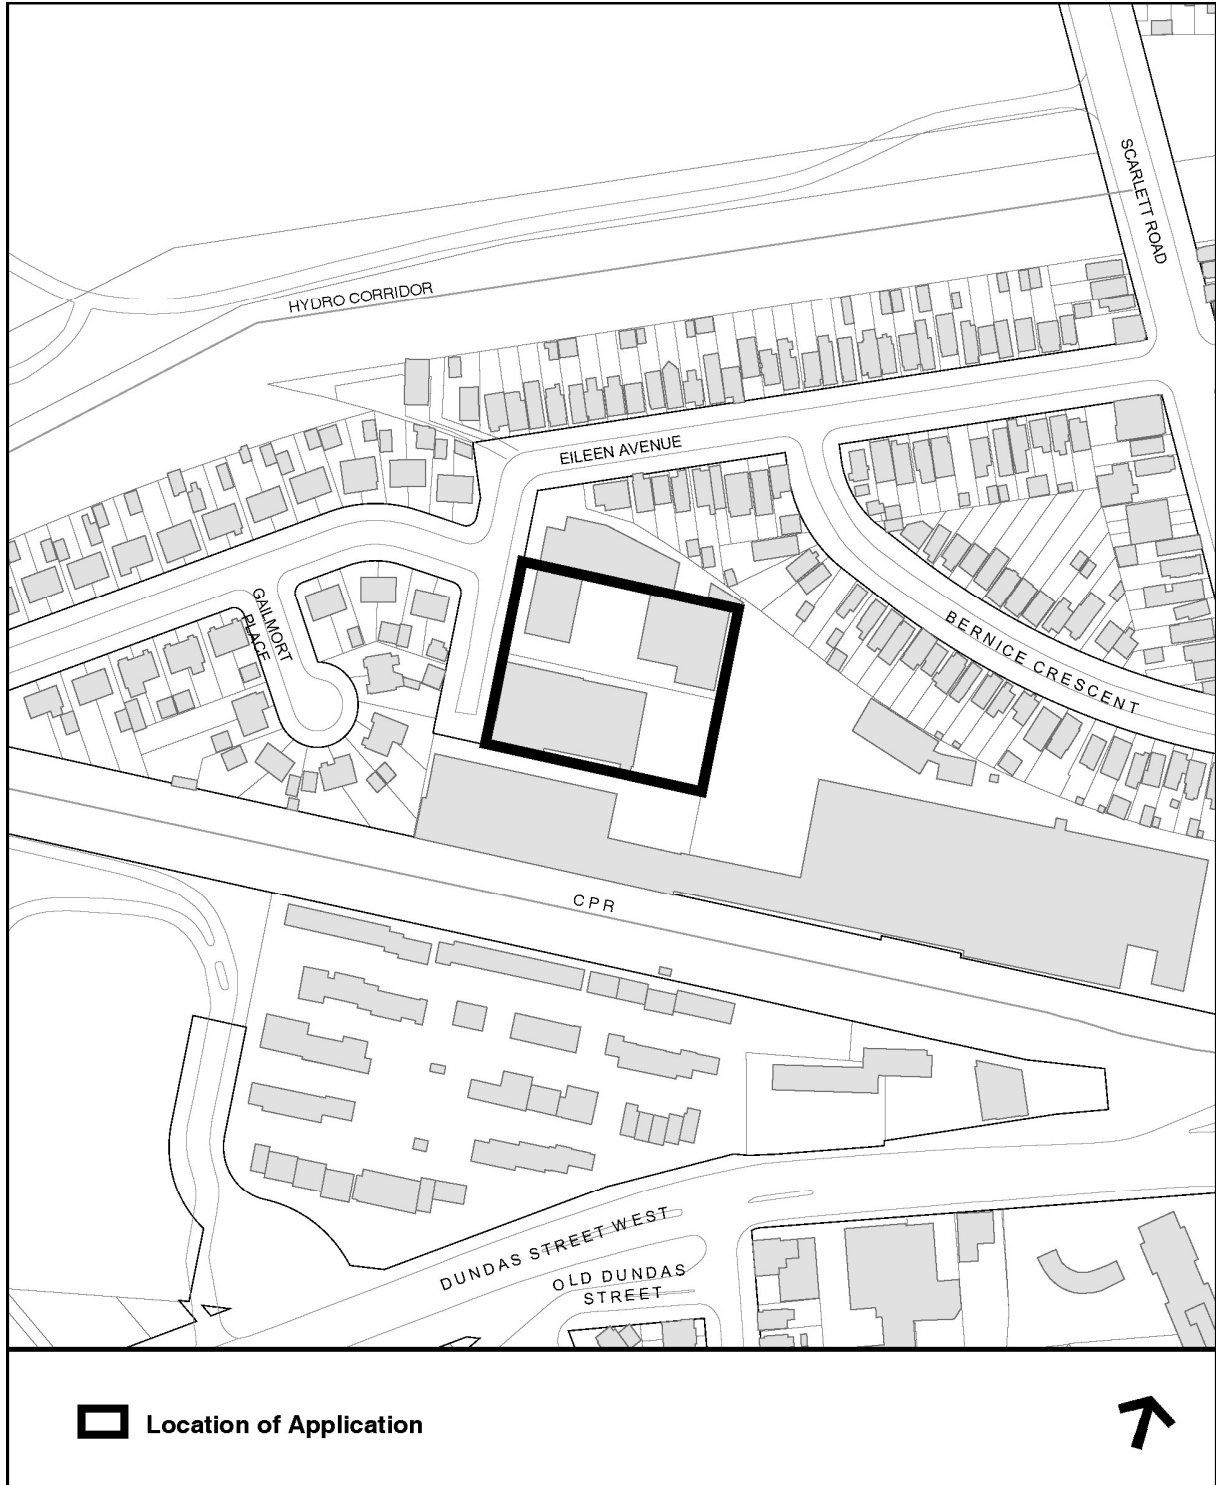 SCARLETT ROAD
HYDRO CORRIDOR
EILEEN AVENUE
GAILMORT
PLACE
BERNICE CRESCENT
CPR
DUNDAS STREET WEST
OLD DUNDAS
STREET
Location of Application